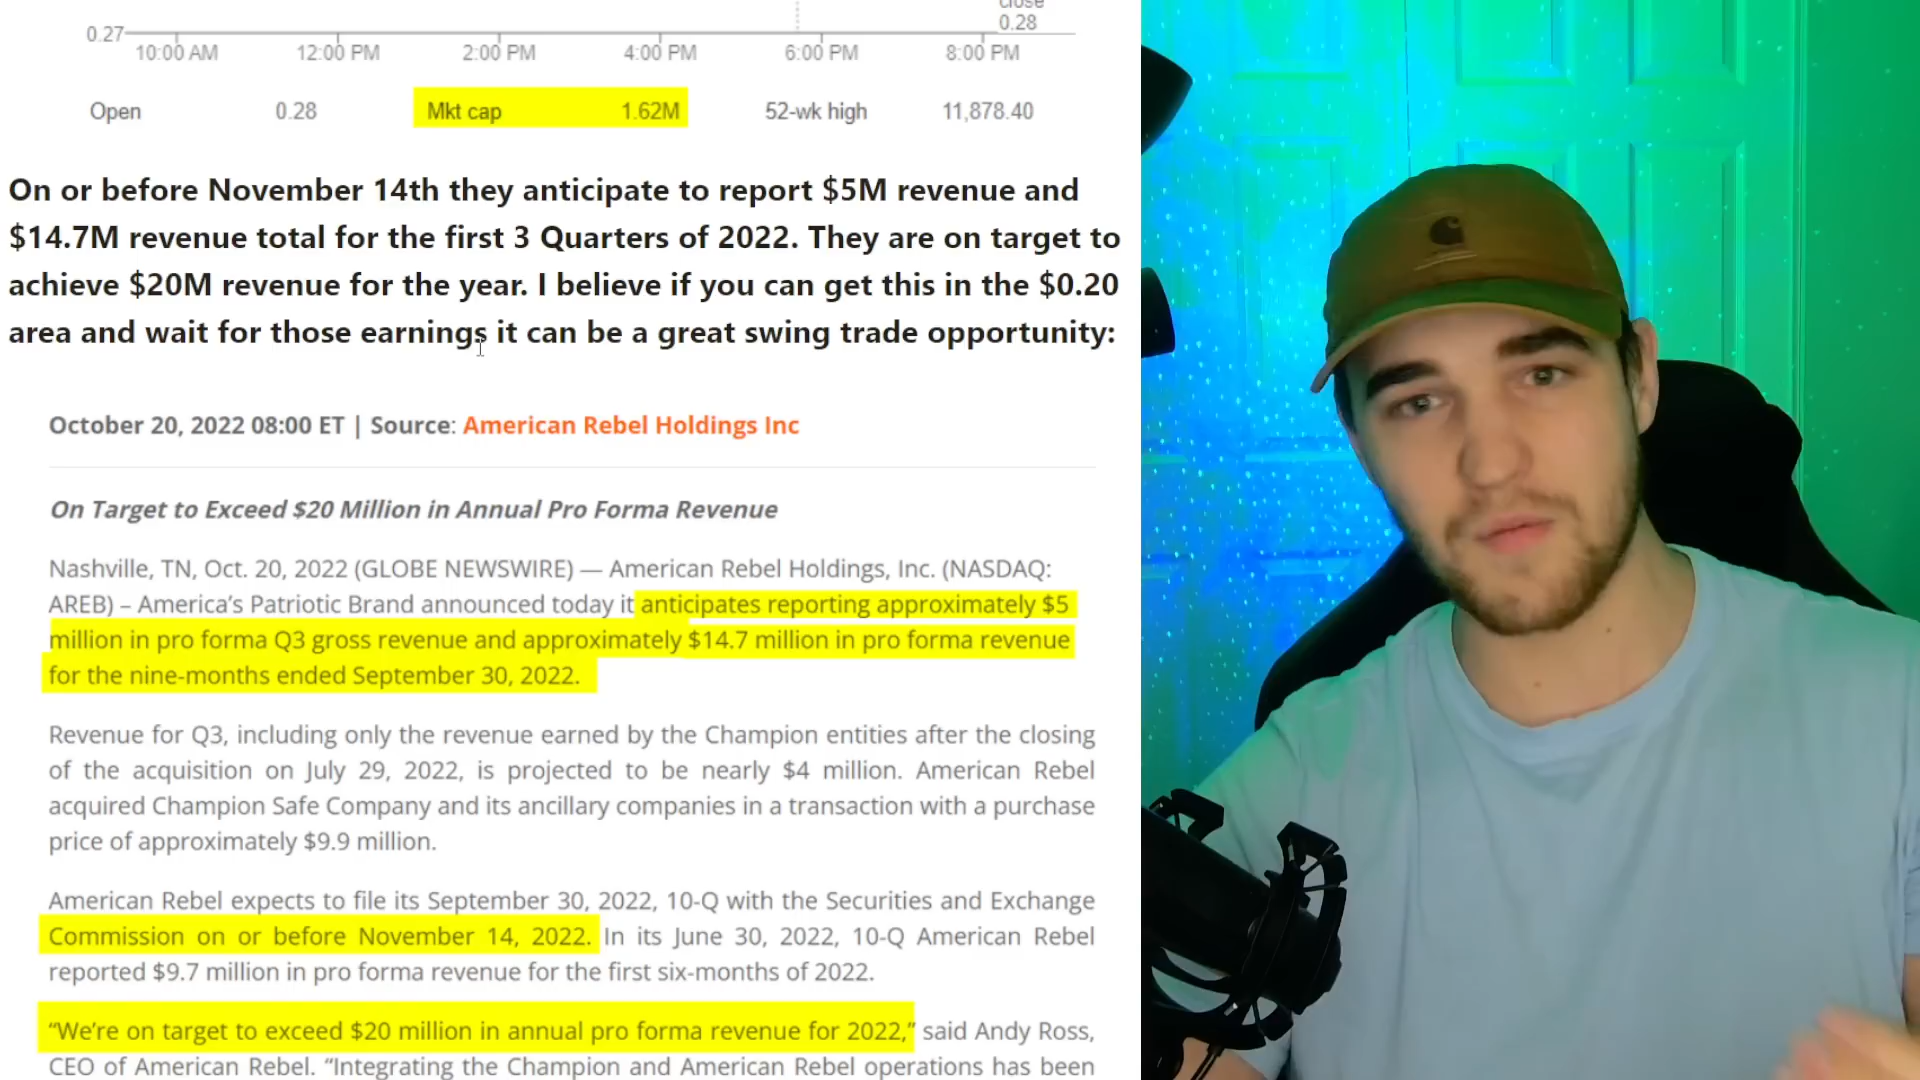 close
0.28
0.27
10:00 AM 12:00 PM 2:00 PM 4:00 PM 6:00 PM 8:00 PM
Open 0.28 Mkt cap 1.62M 52-wk high 11,878.40
On or before November 14th they anticipate to report $5M revenue and
$14.7M revenue total for the first 3 Quarters of 2022. They are on target to
achieve $20M revenue for the year. I believe if you can get this in the $0.20
area and wait for those earnings it can be a great swing trade opportunity:
October 20, 2022 08:00 ET | Source: American Rebel Holdings Inc
On Target to Exceed $20 Million in Annual Pro Forma Revenue
Nashville, TN, Oct. 20, 2022 (GLOBE NEWSWIRE) — American Rebel Holdings, Inc. (NASDAQ:
AREB) – America’s Patriotic Brand announced today it anticipates reporting approximately $5
million in pro forma Q3 gross revenue and approximately $14.7 million in pro forma revenue
for the nine-months ended September 30, 2022.
Revenue for Q3, including only the revenue earned by the Champion entities after the closing
of the acquisition on July 29, 2022, is projected to be nearly $4 million. American Rebel
acquired Champion Safe Company and its ancillary companies in a transaction with a purchase
price of approximately $9.9 million.
American Rebel expects to file its September 30, 2022, 10-Q with the Securities and Exchange
Commission on or before November 14, 2022. In its June 30, 2022, 10-Q American Rebel
reported $9.7 million in pro forma revenue for the first six-months of 2022.
“We’re on target to exceed $20 million in annual pro forma revenue for 2022,” said Andy Ross,
CEO of American Rebel. “Integrating the Champion and American Rebel operations has been